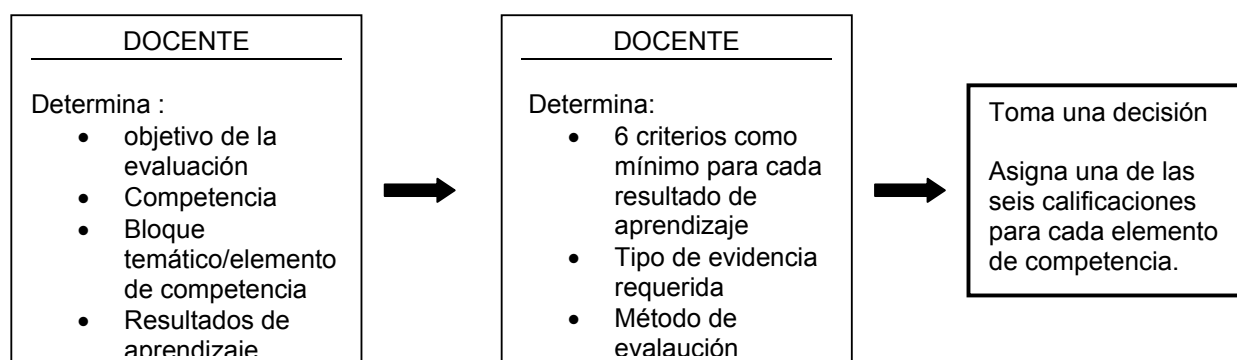 DOCENTE
Determina :
• objetivo de la
evaluación
• Competencia
• Bloque
temático/elemento
de competencia
• Resultados de
aprendizaje
DOCENTE
Determina:
• 6 criterios como
mínimo para cada
resultado de
aprendizaje
• Tipo de evidencia
requerida
• Método de
evalaución
Toma una decisión
Asigna una de las
seis calificaciones
para cada elemento
de competencia.